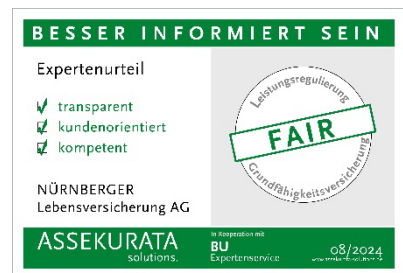 BESSER INFORMIERT SEIN
Expertenurteil
transparent
kundenorientiert
kompetent
NÜRNBERGER
Lebensversicherung AG
Leistungsregulierung
FAIR
Grundfähigkeitsversicherung
ASSEKURATA
solutions.
in Kooperation mit
BU
Expertenservice
08/2024